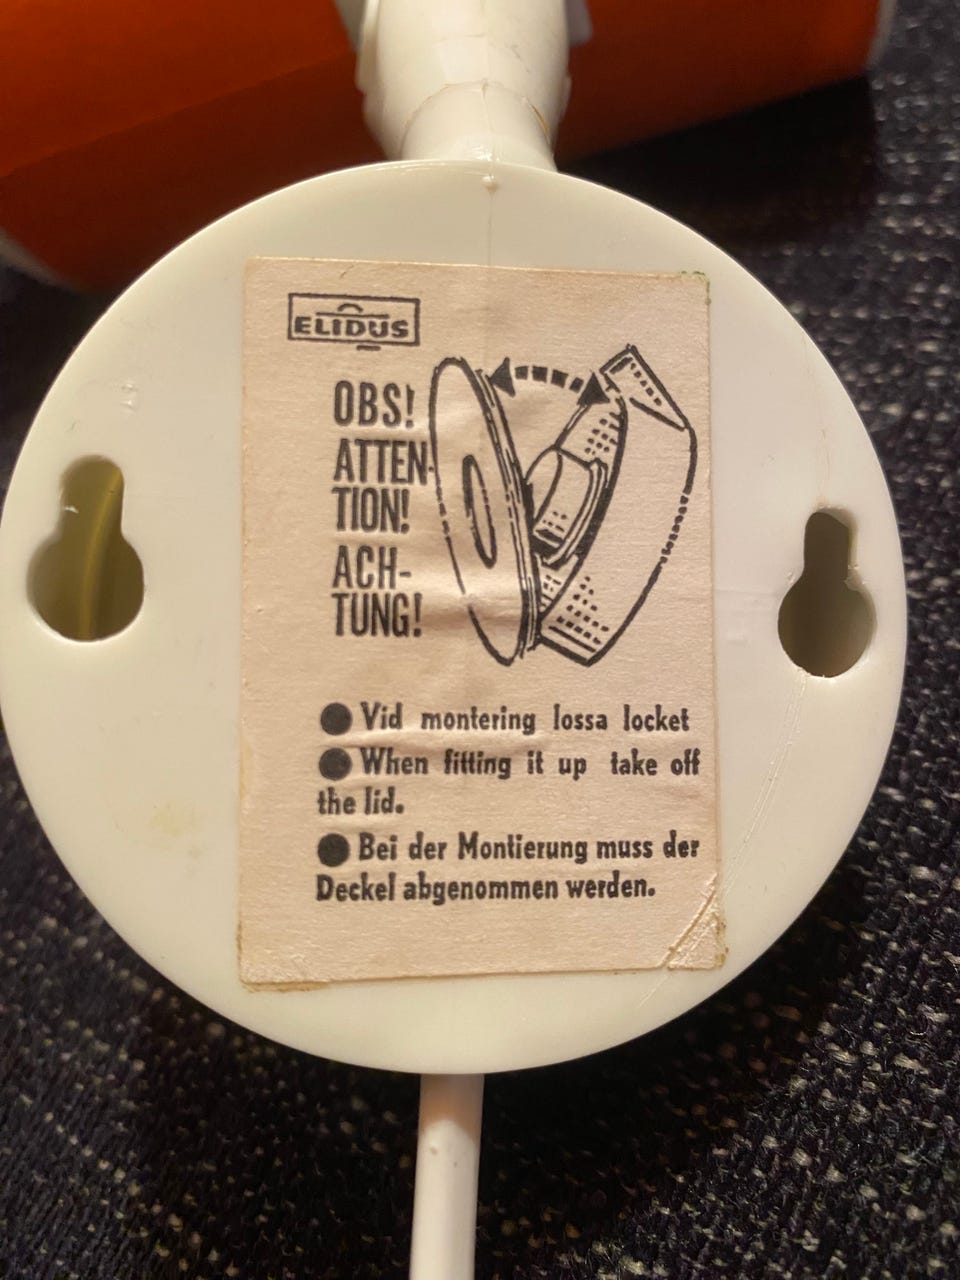 ELIDUS
OBS!
ATTEN-
TION!
ACH-
TUNG!
● Vid montering lossa locket
● When fitting it up take off
the lid.
● Bei der Montierung muss der
Deckel abgenommen werden.